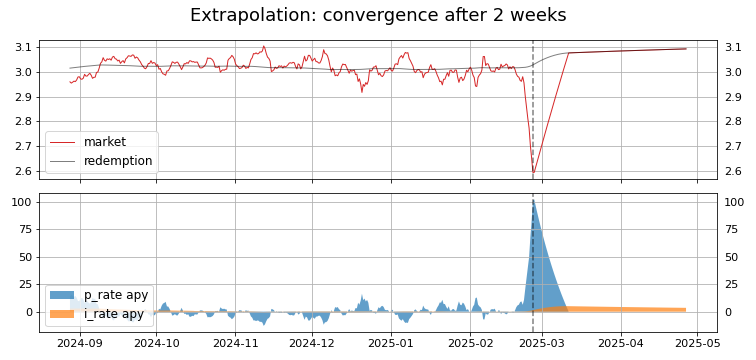 Extrapolation: convergence after 2 weeks
3.1 3.1
3.0 3.0
2.9 2.9
2.8 2.8
2.7 2.7
2.6 2.6
market
redemption
100 100
75 75
50 50
25 25
0 0
p_rate apy
i_rate apy
2024-09 2024-10 2024-11 2024-12 2025-01 2025-02 2025-03 2025-04 2025-05